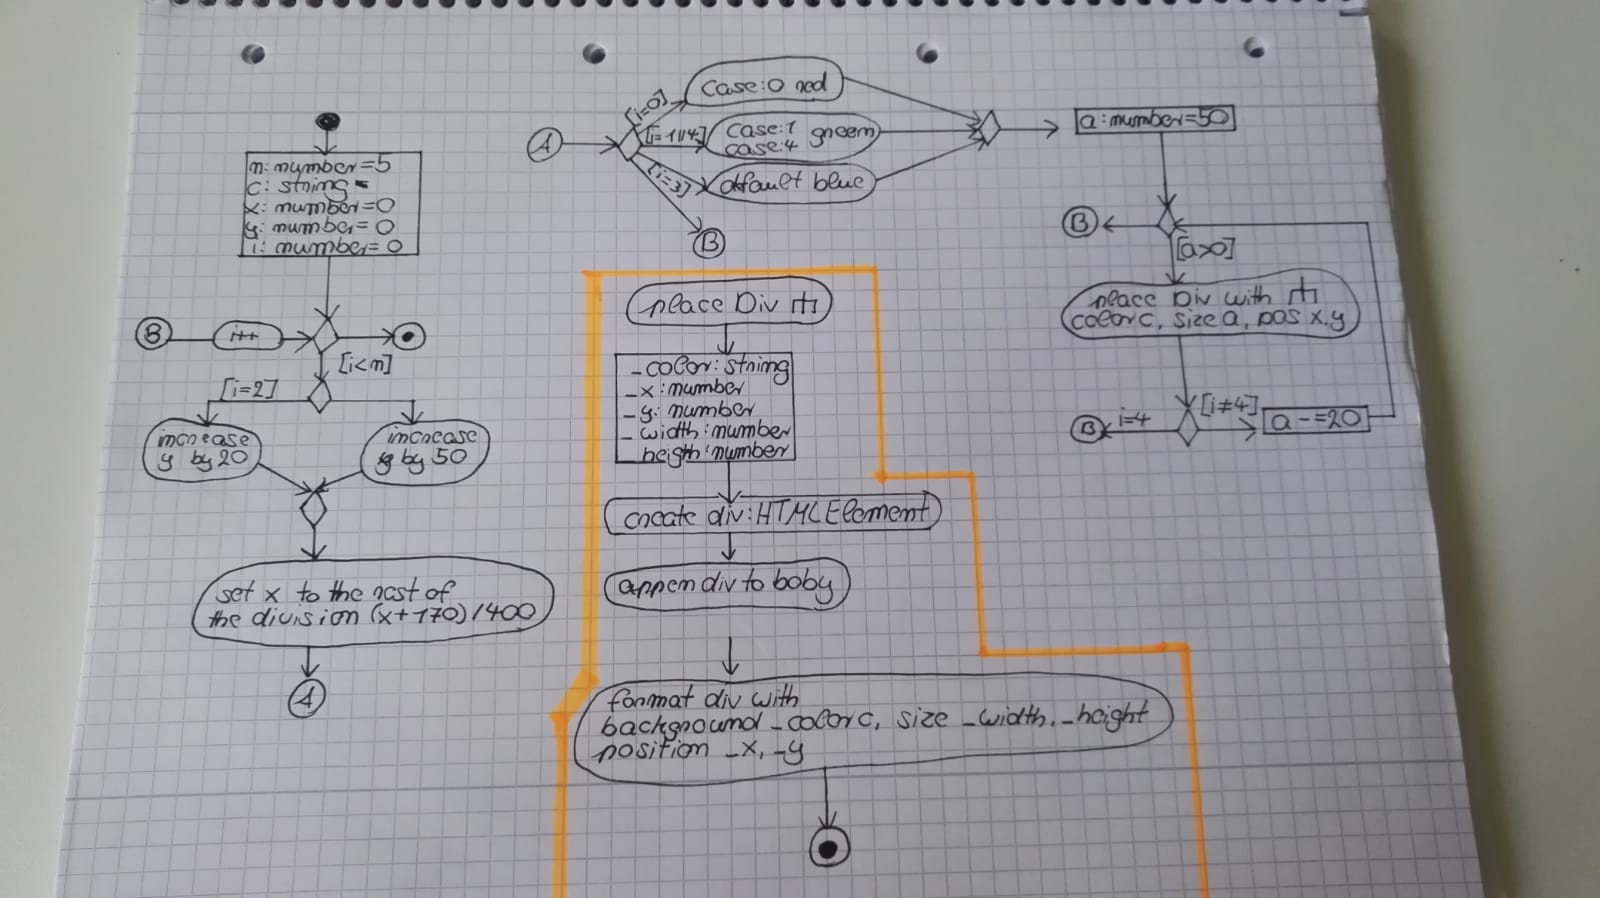 n: number=5
c: string
x: number=0
y: number=0
i: number=0
B
i++
[i<n]
[i=2]
increase
y by 20
increase
y by 50
set x to the rest of
the division (x+170)/400
A
A
[i=0]
case:0 red
[i=1||4]
case:1 green
case:4
[i=3]
default blue
B
a: number=50
B
[a>0]
place Div with
color c, size a, pos x,y
B
i=4
[i≠4]
a-=20
place Div
_color: string
_x: number
_y: number
_width: number
_heigth: number
create div: HTMLElement
appen div to boby
format div with
background _color c, size _width, _height
position _x, _y